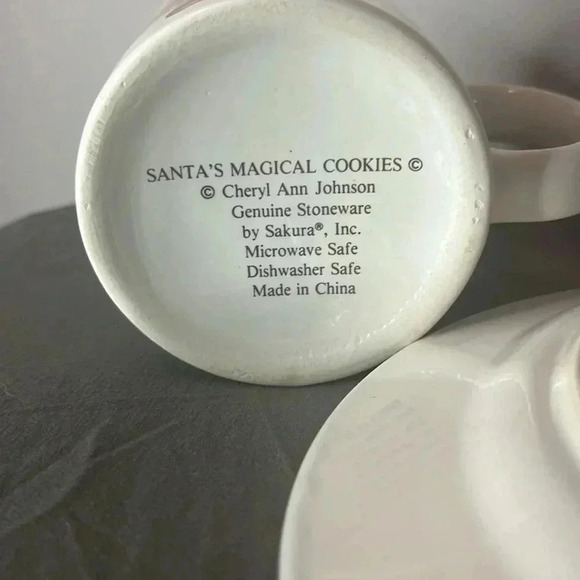 SANTA'S MAGICAL COOKIES ©
© Cheryl Ann Johnson
Genuine Stoneware
by Sakura®, Inc.
Microwave Safe
Dishwasher Safe
Made in China